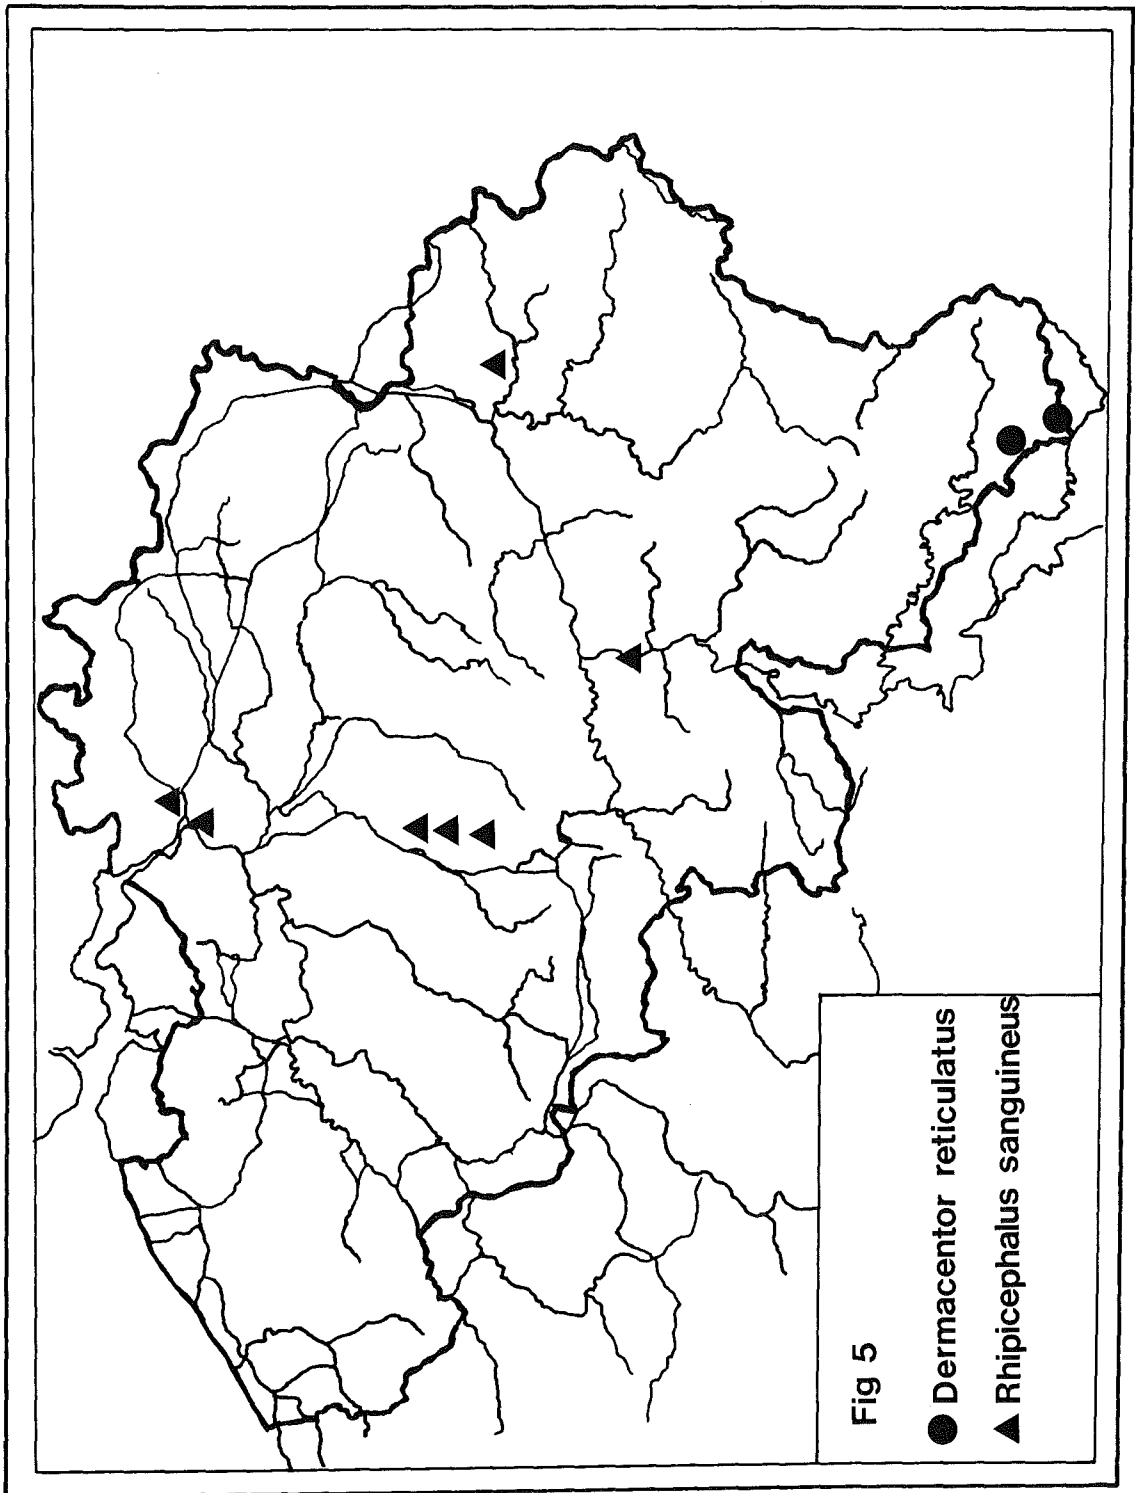 Fig 5
● Dermacentor reticulatus
▲ Rhipicephalus sanguineus